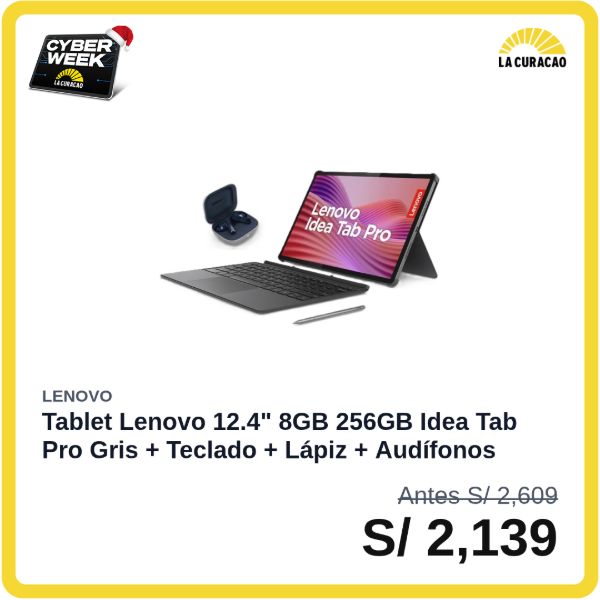 CYBER
WEEK
LA CURACAO
LA CURACAO
Lenovo
Idea Tab Pro
Lenovo
LENOVO
Tablet Lenovo 12.4" 8GB 256GB Idea Tab
Pro Gris + Teclado + Lápiz + Audífonos
Antes S/ 2,609
S/ 2,139